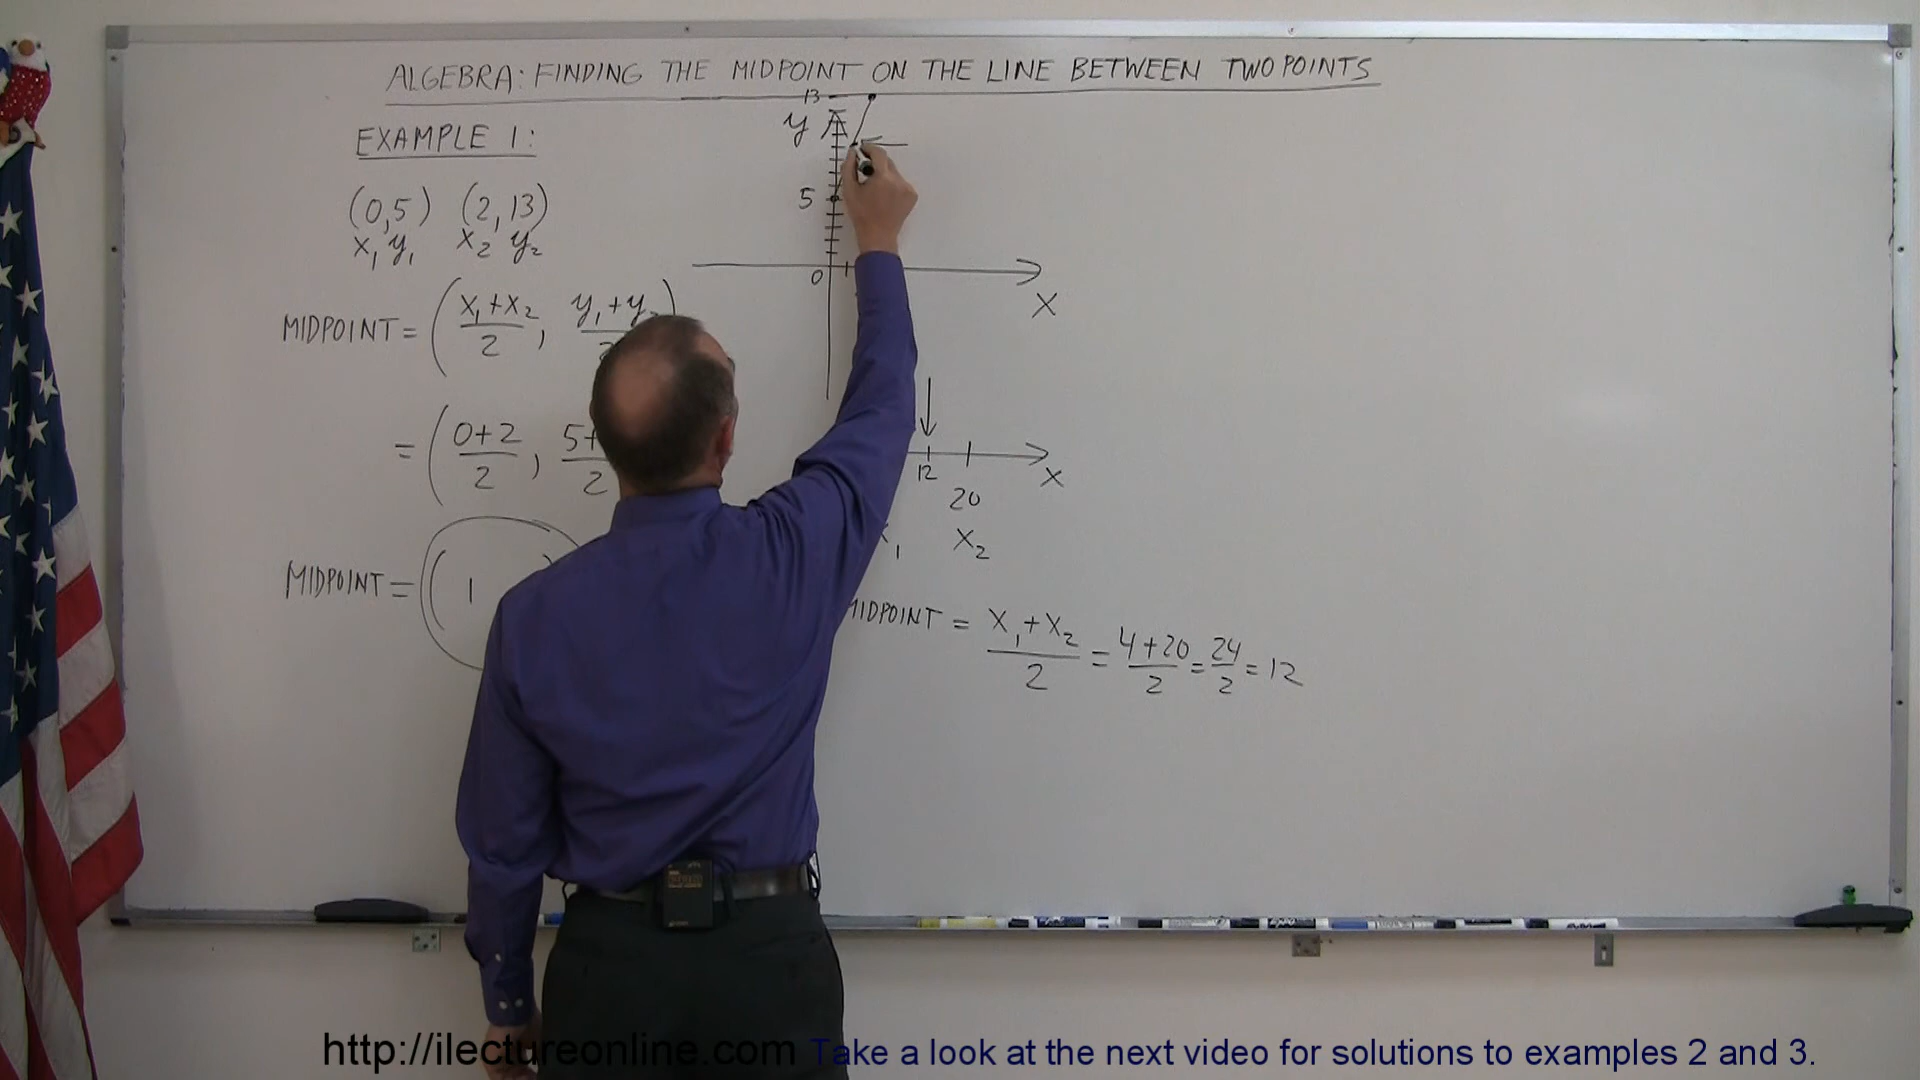 ALGEBRA: FINDING THE MIDPOINT ON THE LINE BETWEEN TWO POINTS
EXAMPLE 1:
(0,5) (2,13)
x₁ y₁ x₂ y₂
MIDPOINT = (x₁+x₂/2, y₁+y₂/2)
= (0+2/2, 5+/2
MIDPOINT = (1
13
y
5
0
X
12
20
X
1 X₂
MIDPOINT = X₁+X₂/2 = 4+20/2 = 24/2 = 12
http://ilectureonline.com Take a look at the next video for solutions to examples 2 and 3.